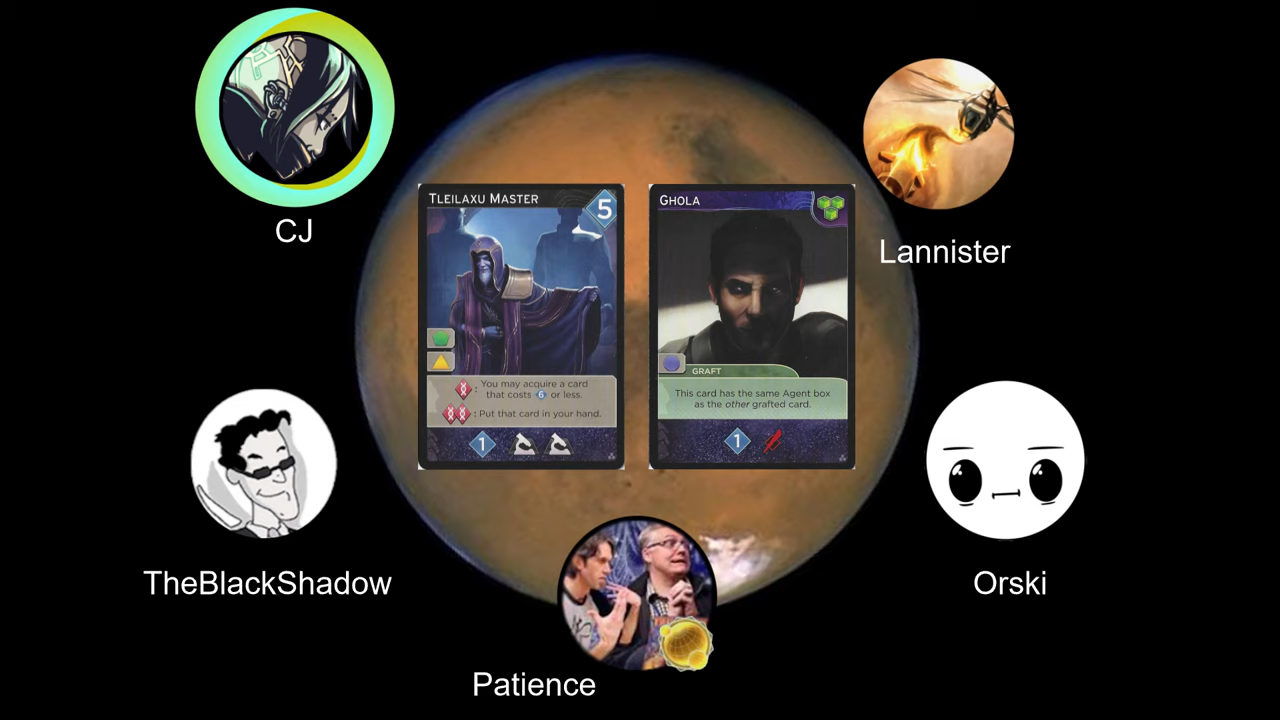 CJ
Lannister
TLEILAXU MASTER
5
: You may acquire a card
that costs 6 or less.
: Put that card in your hand.
1
GHOLA
GRAFT
This card has the same Agent box
as the other grafted card.
1
TheBlackShadow
Orski
Patience